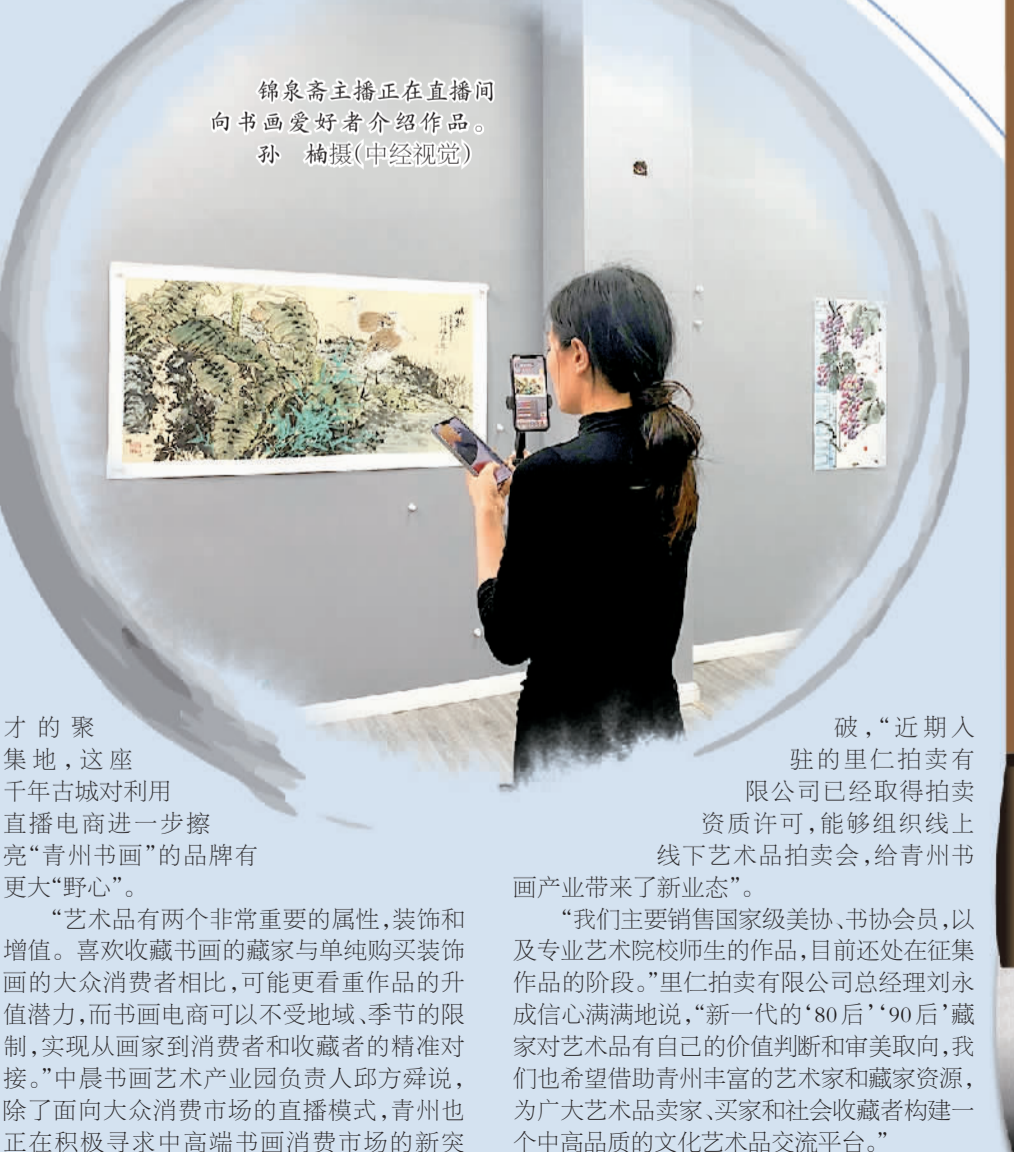 锦泉斋主播正在直播间
向书画爱好者介绍作品。
孙　楠摄(中经视觉)
才的聚
集地，这座
千年古城对利用
直播电商进一步擦
亮“青州书画”的品牌有
更大“野心”。
“艺术品有两个非常重要的属性,装饰和
增值。喜欢收藏书画的藏家与单纯购买装饰
画的大众消费者相比,可能更看重作品的升
值潜力,而书画电商可以不受地域、季节的限
制,实现从画家到消费者和收藏者的精准对
接。”中晨书画艺术产业园负责人邱方舜说,
除了面向大众消费市场的直播模式,青州也
正在积极寻求中高端书画消费市场的新突
破,“近期入
驻的里仁拍卖有
限公司已经取得拍卖
资质许可,能够组织线上
线下艺术品拍卖会,给青州书
画产业带来了新业态”。
“我们主要销售国家级美协、书协会员,以
及专业艺术院校师生的作品,目前还处在征集
作品的阶段。”里仁拍卖有限公司总经理刘永
成信心满满地说,“新一代的‘80后’‘90后’藏
家对艺术品有自己的价值判断和审美取向,我
们也希望借助青州丰富的艺术家和藏家资源,
为广大艺术品卖家、买家和社会收藏者构建一
个中高品质的文化艺术品交流平台。”